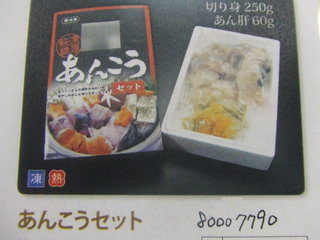 切り身 250g
あん肝 60g
あんこう
セット
凍 熱
あんこうセット 80007790